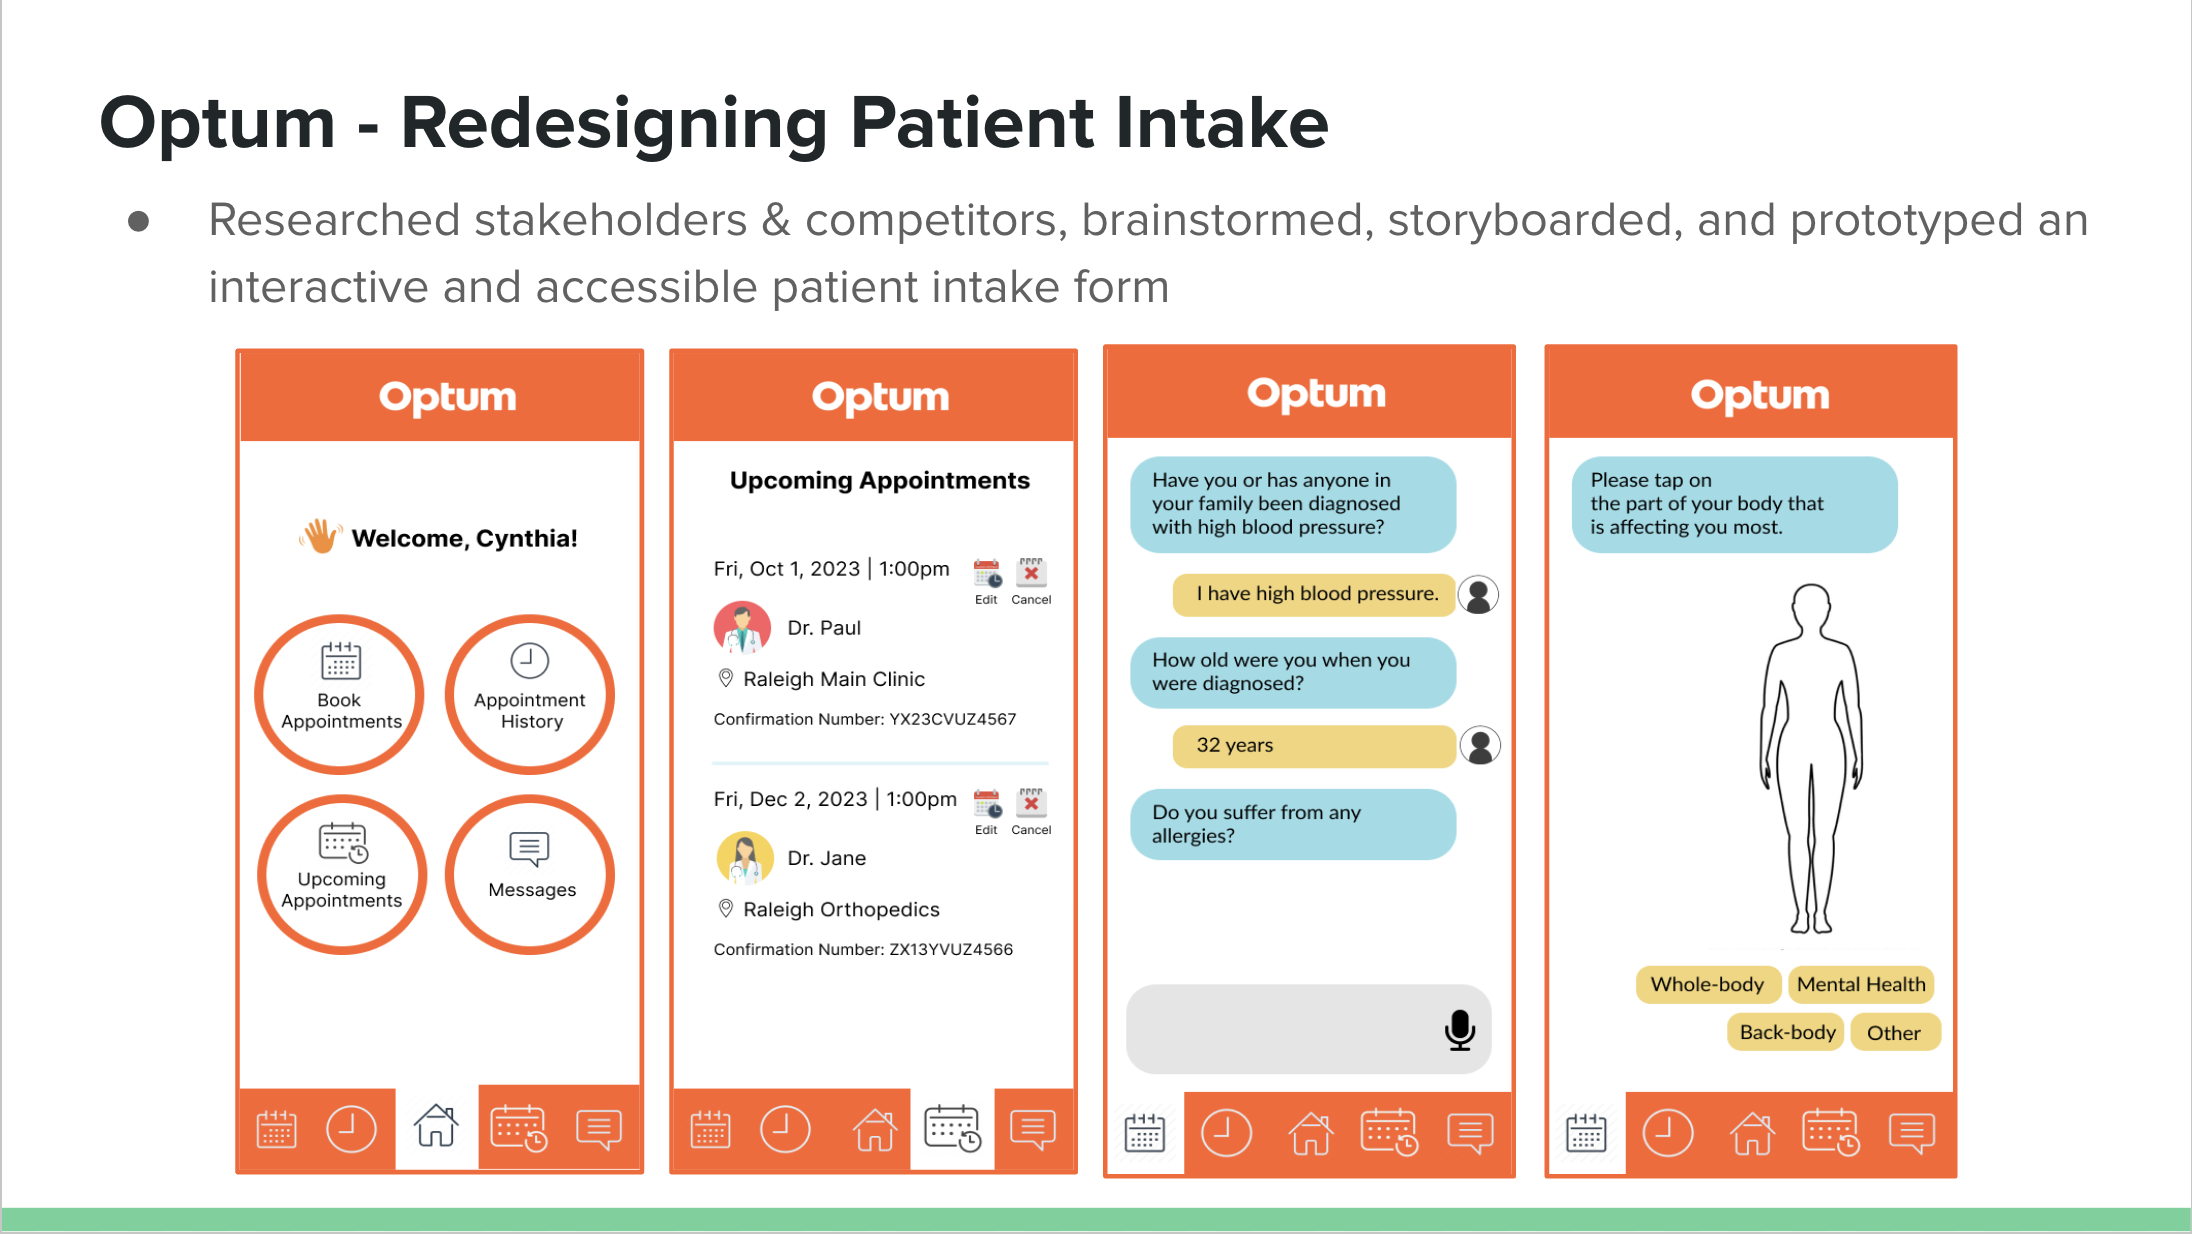 Optum - Redesigning Patient Intake
● Researched stakeholders & competitors, brainstormed, storyboarded, and prototyped an
interactive and accessible patient intake form
Optum
Welcome, Cynthia!
Book
Appointments
Appointment
History
Upcoming
Appointments
Messages
Optum
Upcoming Appointments
Fri, Oct 1, 2023 | 1:00pm
Edit
Cancel
Dr. Paul
Raleigh Main Clinic
Confirmation Number: YX23CVUZ4567
Fri, Dec 2, 2023 | 1:00pm
Edit
Cancel
Dr. Jane
Raleigh Orthopedics
Confirmation Number: ZX13YVUZ4566
Optum
Have you or has anyone in
your family been diagnosed
with high blood pressure?
I have high blood pressure.
How old were you when you
were diagnosed?
32 years
Do you suffer from any
allergies?
Optum
Please tap on
the part of your body that
is affecting you most.
Whole-body
Mental Health
Back-body
Other